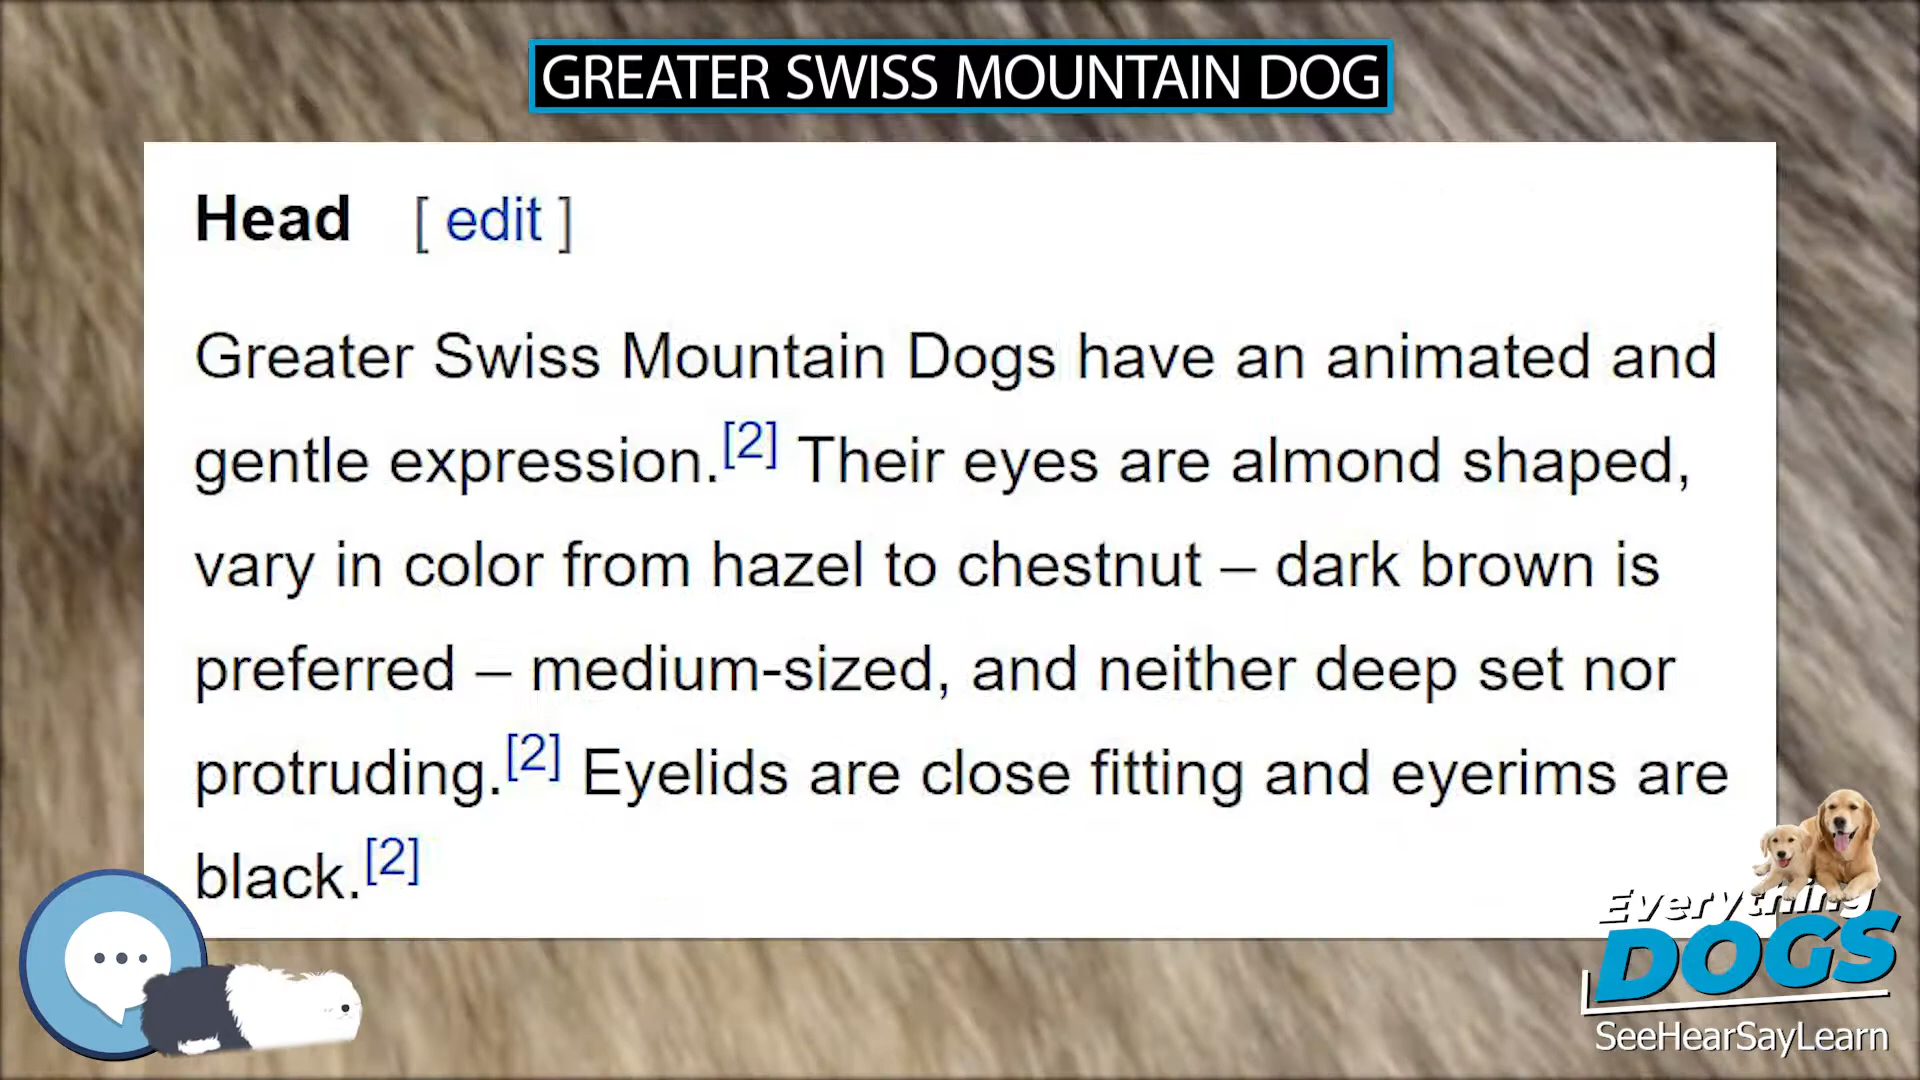 GREATER SWISS MOUNTAIN DOG
Head [ edit ]
Greater Swiss Mountain Dogs have an animated and
gentle expression.[2] Their eyes are almond shaped,
vary in color from hazel to chestnut – dark brown is
preferred – medium-sized, and neither deep set nor
protruding.[2] Eyelids are close fitting and eyerims are
black.[2]
Everything
DOGS
SeeHearSayLearn